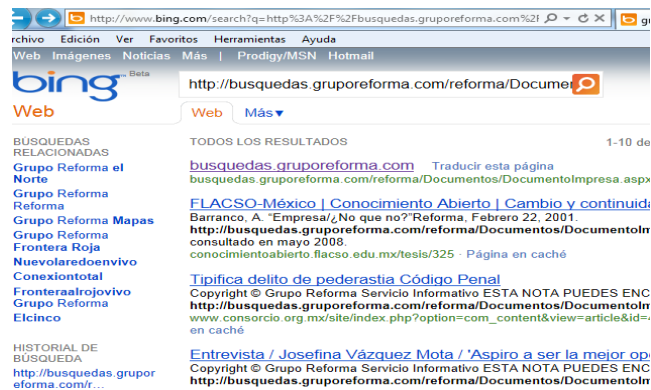 http://www.bing.com/search?q=http%3A%2F%2Fbusquedas.gruporeforma.com%2F
rchivo Edición Ver Favoritos Herramientas Ayuda
Web Imágenes Noticias Más | Prodigy/MSN Hotmail
bing Beta
http://busquedas.gruporeforma.com/reforma/Documen
Web
Web Más▼
BÚSQUEDAS RELACIONADAS
Grupo Reforma el Norte
Grupo Reforma Reforma
Grupo Reforma Mapas
Grupo Reforma Frontera Roja
Nuevolaredoenvivo
Conexiontotal
Fronteraalrojovivo
Grupo Reforma
Elcinco
HISTORIAL DE BÚSQUEDA
http://busquedas.grupor
eforma.com/r...
TODOS LOS RESULTADOS 1-10 de
busquedas.gruporeforma.com Traducir esta página
busquedas.gruporeforma.com/reforma/Documentos/DocumentoImpresa.aspx
FLACSO-México | Conocimiento Abierto | Cambio y continuida
Barranco, A. "Empresa/¿No que no?"Reforma, Febrero 22, 2001.
http://busquedas.gruporeforma.com/reforma/Documentos/DocumentoIm
consultado en mayo 2008.
conocimientoabierto.flacso.edu.mx/tesis/325 · Página en caché
Tipifica delito de pederastia Código Penal
Copyright © Grupo Reforma Servicio Informativo ESTA NOTA PUEDES ENC
http://busquedas.gruporeforma.com/reforma/Documentos/DocumentoIm
www.consorcio.org.mx/site/index.php?option=com_content&view=article&id=4
en caché
Entrevista / Josefina Vázquez Mota / 'Aspiro a ser la mejor opc
Copyright © Grupo Reforma Servicio Informativo ESTA NOTA PUEDES ENC
http://busquedas.gruporeforma.com/reforma/Documentos/DocumentoIm